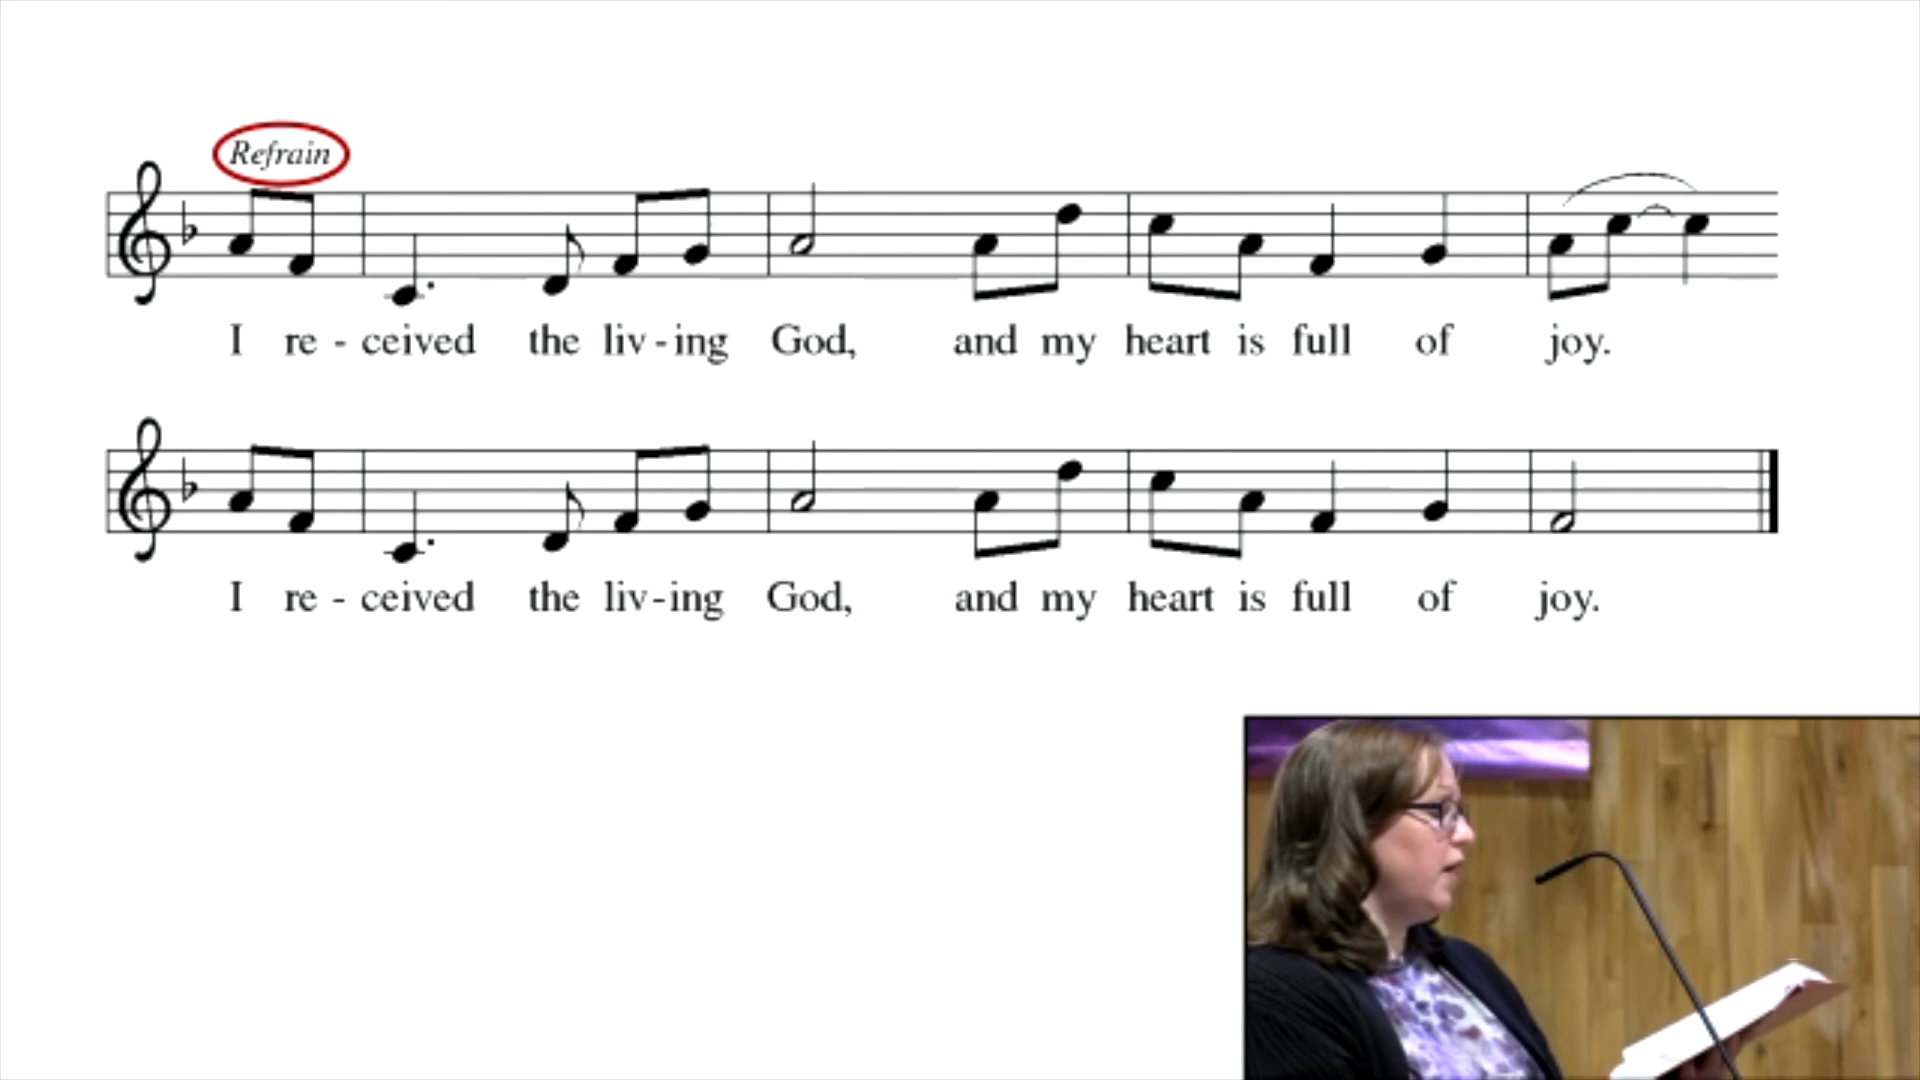 Refrain
I re - ceived the liv - ing God, and my heart is full of joy.
I re - ceived the liv - ing God, and my heart is full of joy.